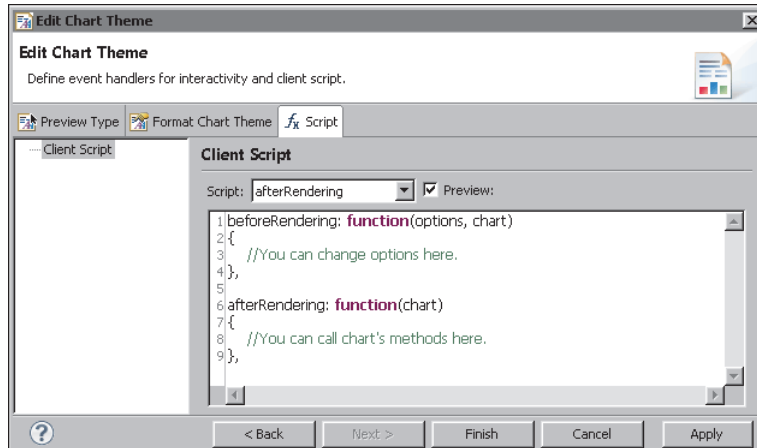 Edit Chart Theme
Edit Chart Theme
Define event handlers for interactivity and client script.
Preview Type Format Chart Theme fx Script
Client Script
Client Script
Script: afterRendering Preview:
1 beforeRendering: function(options, chart)
2 {
3 //You can change options here.
4 },
5
6 afterRendering: function(chart)
7 {
8 //You can call chart's methods here.
9 },
? < Back Next > Finish Cancel Apply